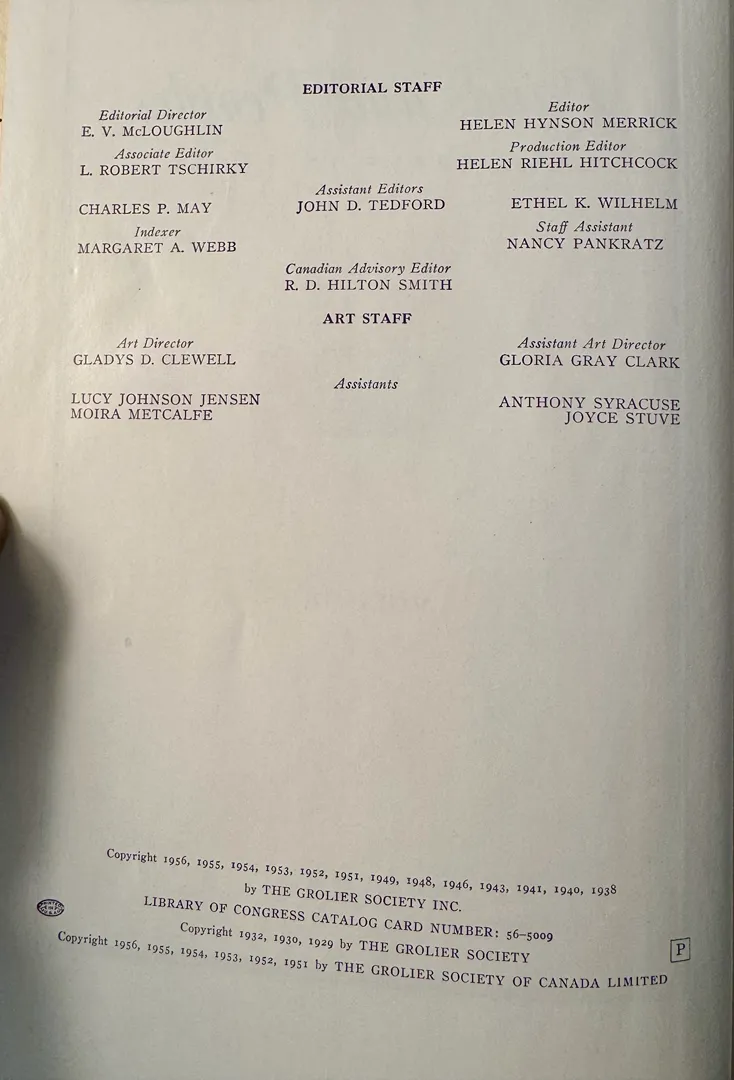 EDITORIAL STAFF
Editorial Director
E. V. McLOUGHLIN
Editor
HELEN HYNSON MERRICK
Associate Editor
L. ROBERT TSCHIRKY
Production Editor
HELEN RIEHL HITCHCOCK
Assistant Editors
CHARLES P. MAY JOHN D. TEDFORD ETHEL K. WILHELM
Indexer
MARGARET A. WEBB
Staff Assistant
NANCY PANKRATZ
Canadian Advisory Editor
R. D. HILTON SMITH
ART STAFF
Art Director
GLADYS D. CLEWELL
Assistant Art Director
GLORIA GRAY CLARK
Assistants
LUCY JOHNSON JENSEN
MOIRA METCALFE
ANTHONY SYRACUSE
JOYCE STUVE
Copyright 1956, 1955, 1954, 1953, 1952, 1951, 1949, 1948, 1946, 1943, 1941, 1940, 1938
by THE GROLIER SOCIETY INC.
LIBRARY OF CONGRESS CATALOG CARD NUMBER: 56–5009
Copyright 1932, 1930, 1929 by THE GROLIER SOCIETY
Copyright 1956, 1955, 1954, 1953, 1952, 1951 by THE GROLIER SOCIETY OF CANADA LIMITED
P